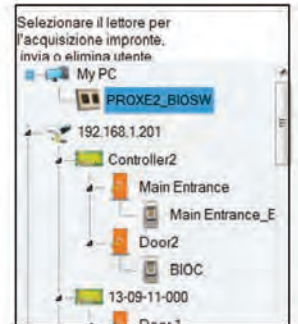 Selezionare il lettore per
l'acquisizione impronte,
invia o elimina utente
My PC
PROXE2_BIOSW
192.168.1.201
Controller2
Main Entrance
Main Entrance_E
Door2
BIOC
13-09-11-000
Door1